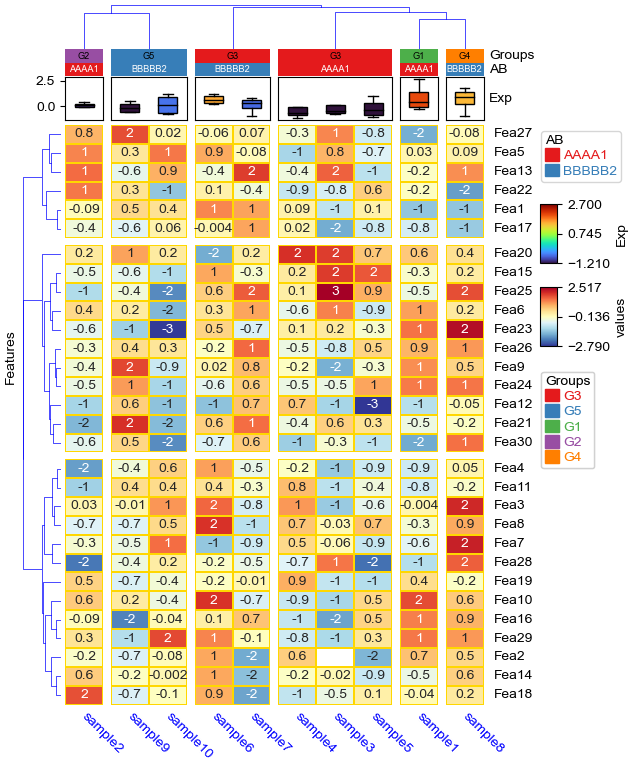 G2 G5 G3 G3 G1 G4 Groups
AAAA1 BBBBB2 BBBBB2 AAAA1 AAAA1 BBBBB2 AB
2.5
0.0
Exp
0.8 2 0.02 -0.06 0.07 -0.3 1 -0.8 -2 -0.08 Fea27
1 0.3 1 0.9 -0.08 -1 0.8 -0.7 0.03 0.09 Fea5
1 -0.6 0.9 -0.4 2 -0.4 2 -1 -0.2 1 Fea13
1 0.3 -1 0.1 -0.4 -0.9 -0.8 0.6 -0.2 -2 Fea22
-0.09 0.5 0.4 1 1 0.09 -1 0.1 -1 -1 Fea1
-0.4 -0.6 0.06 -0.004 1 0.02 -2 -0.8 -0.8 -1 Fea17
0.2 1 0.2 -2 0.2 2 2 0.7 0.6 0.4 Fea20
-0.5 -0.6 -1 1 -0.3 0.2 2 2 -0.3 0.2 Fea15
-1 -0.4 -2 0.6 2 0.1 3 0.9 -0.5 2 Fea25
0.4 0.2 -2 0.3 1 -0.6 1 -0.9 1 0.2 Fea6
-0.6 -1 -3 0.5 -0.7 0.1 0.2 -0.3 1 2 Fea23
-0.3 0.4 0.3 -0.2 1 -0.5 -0.8 0.5 0.9 1 Fea26
-0.4 2 -0.9 0.02 0.8 -0.2 -2 -0.3 1 0.5 Fea9
-0.5 1 -1 -0.6 0.6 -0.5 -0.5 1 1 1 Fea24
-1 0.6 -1 -1 0.7 0.7 -1 -3 -1 -0.05 Fea12
-2 2 -2 0.6 1 -0.4 0.6 0.3 -0.5 -0.2 Fea21
-0.6 0.5 -2 -0.7 0.6 -1 -0.3 -1 -2 1 Fea30
-2 -0.4 0.6 1 -0.5 -0.2 -1 -0.9 -0.9 0.05 Fea4
-1 0.4 0.4 0.4 -0.3 0.8 -1 -0.4 -0.8 -0.2 Fea11
0.03 -0.01 1 2 -0.8 1 -1 -0.6 -0.004 2 Fea3
-0.7 -0.7 0.5 2 -1 0.7 -0.03 0.7 -0.3 0.9 Fea8
-0.3 -0.5 1 -1 -0.9 0.5 -0.06 -0.9 -0.5 2 Fea7
-2 -0.4 0.2 -0.6 -0.5 -0.7 1 -2 -1 2 Fea28
0.5 -0.7 -0.4 -0.2 -0.01 0.9 -1 -1 0.4 -0.2 Fea19
0.6 0.2 -0.4 2 -0.7 0.9 -1 0.5 2 0.6 Fea10
-0.09 -2 -0.04 0.1 0.7 -1 -2 0.5 1 0.9 Fea16
0.3 -1 2 1 -0.1 -0.8 -1 0.3 1 1 Fea29
-0.2 -0.7 -0.08 1 -2 0.6 -2 0.7 0.5 Fea2
0.6 -0.2 -0.002 1 -2 -0.2 -0.02 -0.9 -0.5 0.6 Fea14
2 -0.7 -0.1 0.9 -2 -1 -0.5 0.1 -0.04 0.2 Fea18
sample2 sample9 sample10 sample6 sample7 sample4 sample3 sample5 sample1 sample8
Features
AB
AAAA1
BBBBB2
2.700
0.745
-1.210
Exp
2.517
-0.136
-2.790
values
Groups
G3
G5
G1
G2
G4